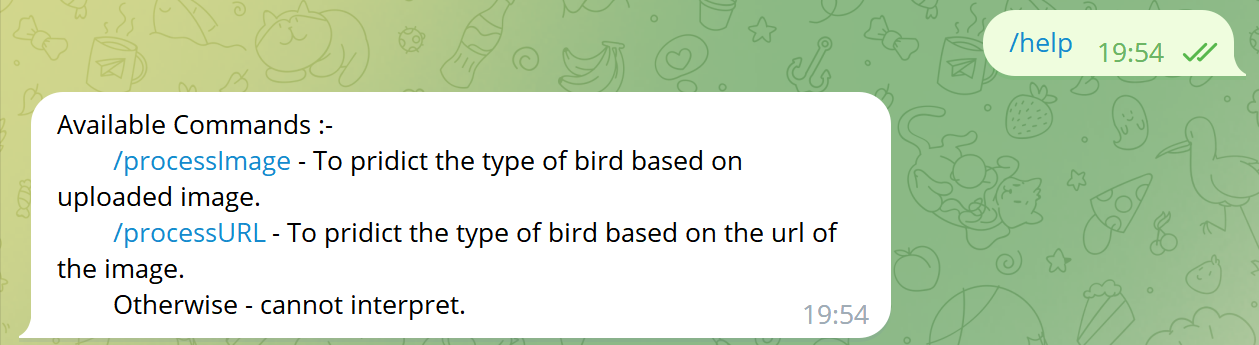 /help 19:54
Available Commands :-
/processImage - To pridict the type of bird based on
uploaded image.
/processURL - To pridict the type of bird based on the url of
the image.
Otherwise - cannot interpret.
19:54